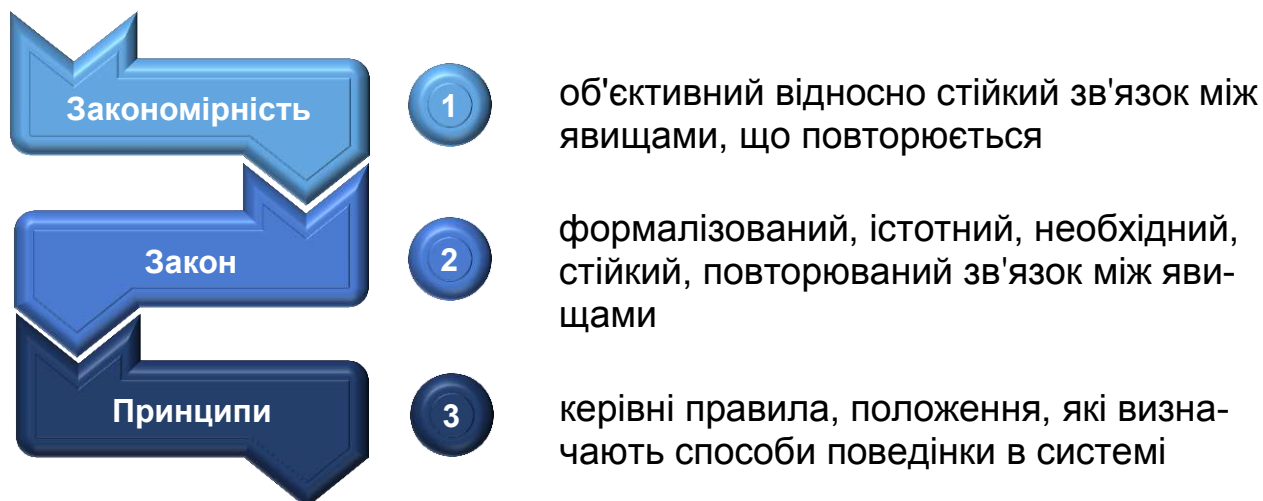 Закономірність
1
об'єктивний відносно стійкий зв'язок між
явищами, що повторюється
Закон
2
формалізований, істотний, необхідний,
стійкий, повторюваний зв'язок між яви-
щами
Принципи
3
керівні правила, положення, які визна-
чають способи поведінки в системі